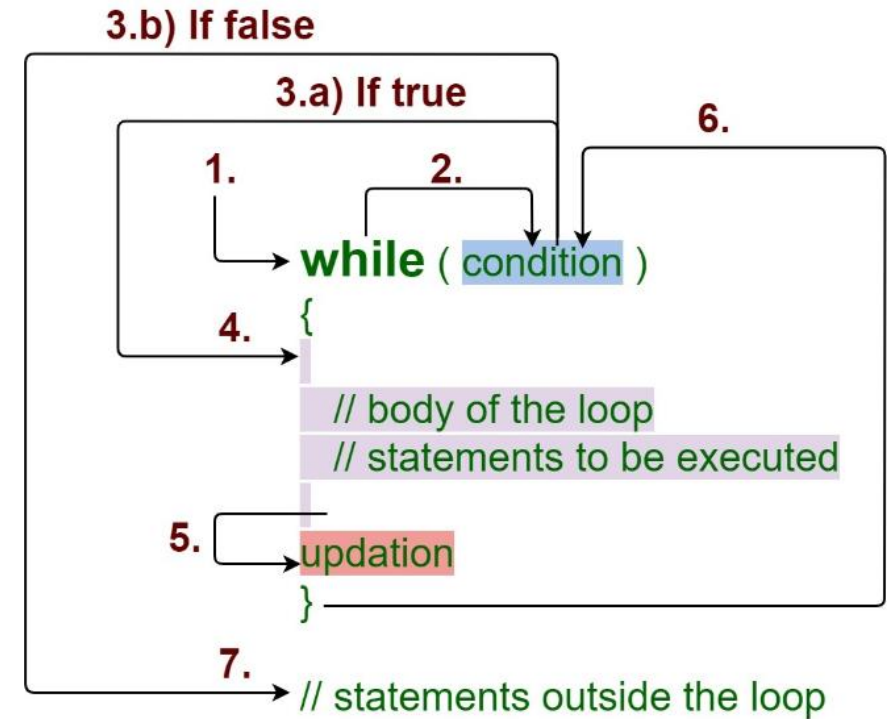 3.b) If false
3.a) If true
6.
1.
2.
while ( condition )
{
4.
// body of the loop
// statements to be executed
5.
updation
}
7.
// statements outside the loop